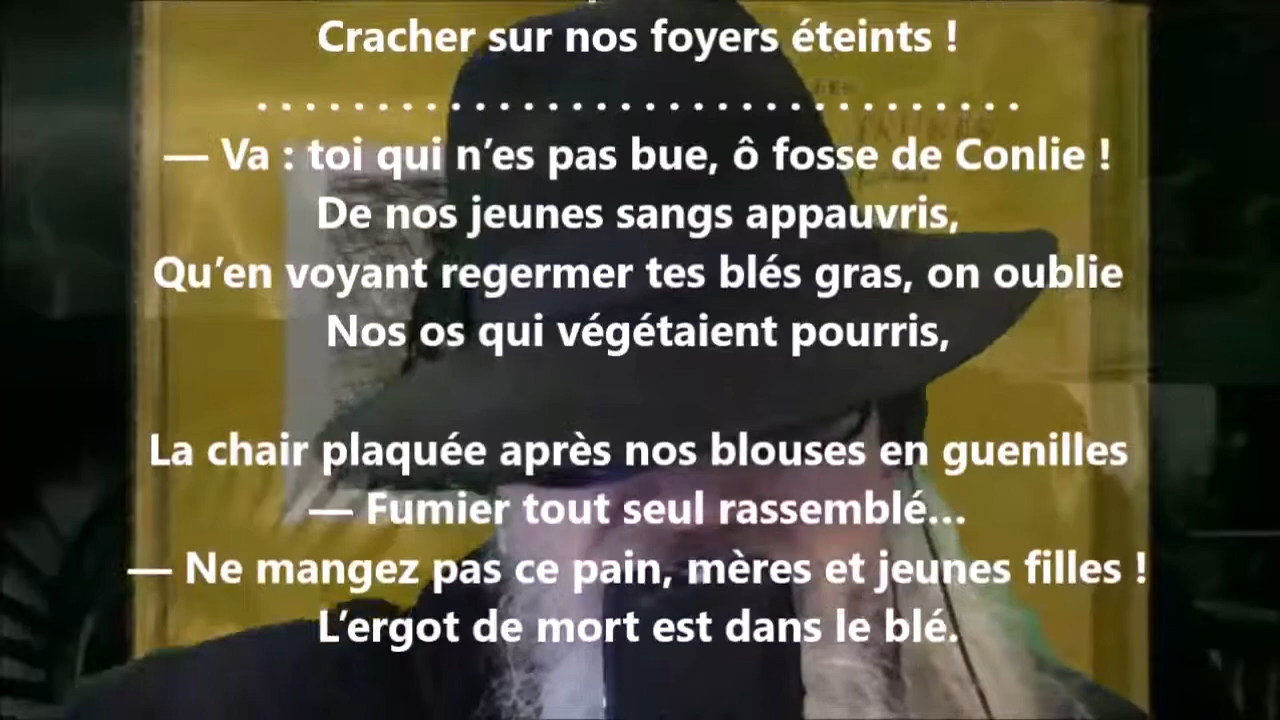 Cracher sur nos foyers éteints !
. . . . . . . . . . . . . . . . . . . . . . . . . . . . . . . .
— Va : toi qui n’es pas bue, ô fosse de Conlie !
De nos jeunes sangs appauvris,
Qu’en voyant regermer tes blés gras, on oublie
Nos os qui végétaient pourris,
La chair plaquée après nos blouses en guenilles
— Fumier tout seul rassemblé…
— Ne mangez pas ce pain, mères et jeunes filles !
L’ergot de mort est dans le blé.